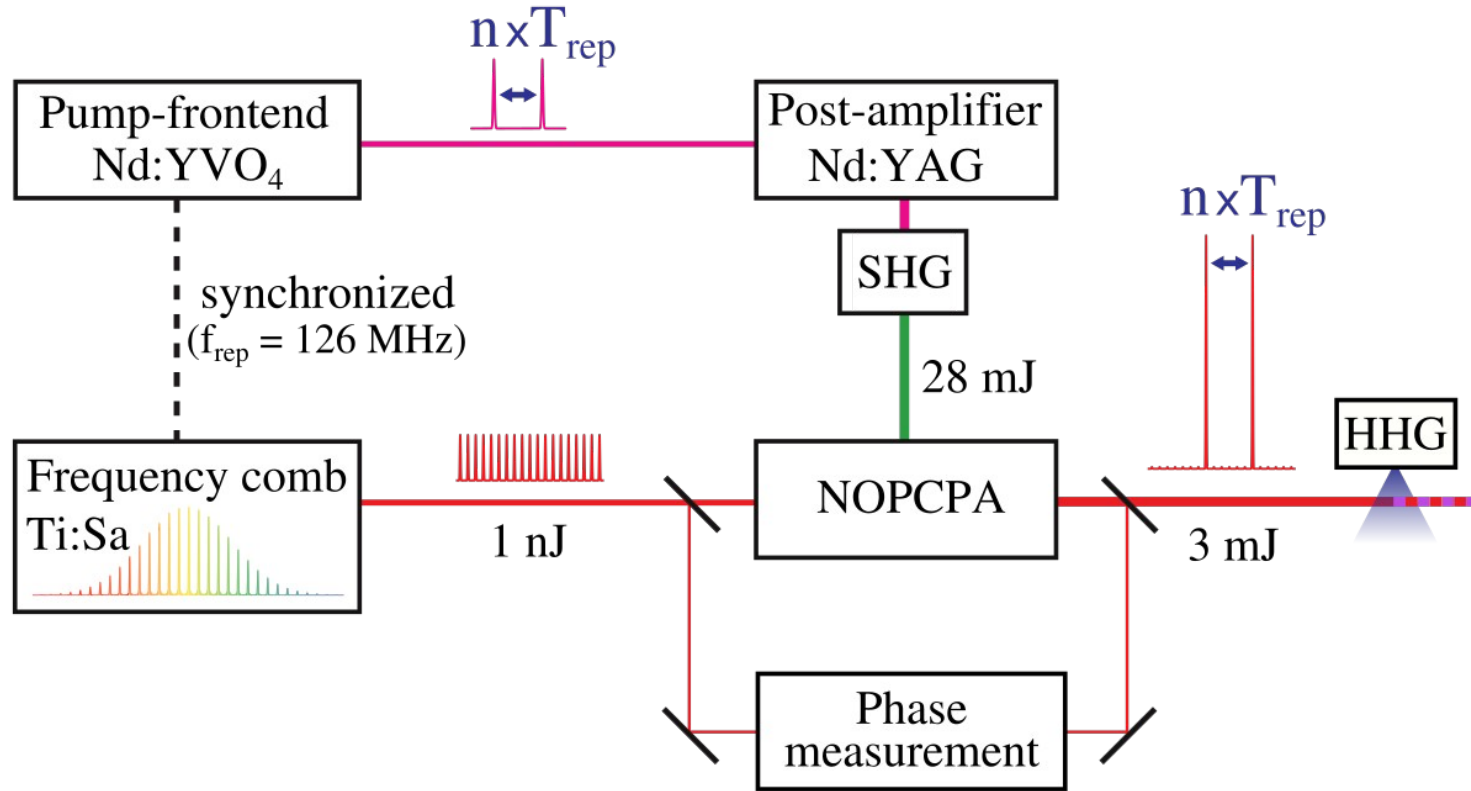 n×T_rep
Pump-frontend
Nd:YVO₄
Post-amplifier
Nd:YAG
n×T_rep
SHG
synchronized
(f_rep = 126 MHz)
28 mJ
HHG
Frequency comb
Ti:Sa
1 nJ
NOPCPA
3 mJ
Phase
measurement